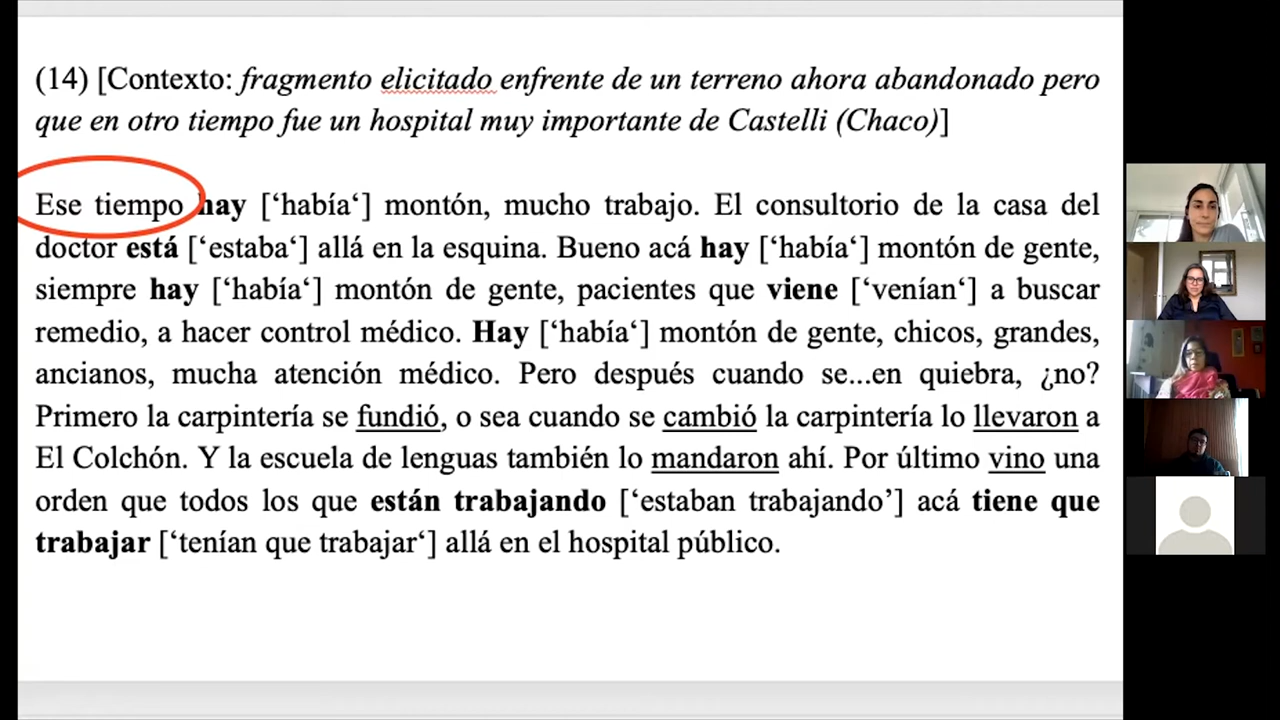 (14) [Contexto: fragmento elicitado enfrente de un terreno ahora abandonado pero
que en otro tiempo fue un hospital muy importante de Castelli (Chaco)]
Ese tiempo hay [‘había‘] montón, mucho trabajo. El consultorio de la casa del
doctor está [‘estaba‘] allá en la esquina. Bueno acá hay [‘había‘] montón de gente,
siempre hay [‘había‘] montón de gente, pacientes que viene [‘venían‘] a buscar
remedio, a hacer control médico. Hay [‘había‘] montón de gente, chicos, grandes,
ancianos, mucha atención médico. Pero después cuando se...en quiebra, ¿no?
Primero la carpintería se fundió, o sea cuando se cambió la carpintería lo llevaron a
El Colchón. Y la escuela de lenguas también lo mandaron ahí. Por último vino una
orden que todos los que están trabajando [‘estaban trabajando’] acá tiene que
trabajar [‘tenían que trabajar‘] allá en el hospital público.